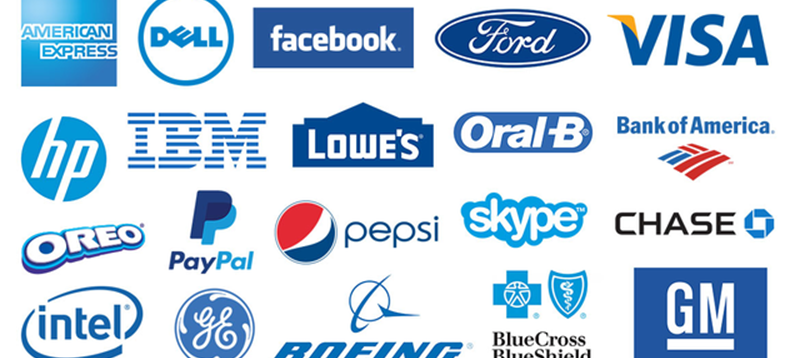 AMERICAN
EXPRESS
DELL
facebook.
Ford
VISA
hp
IBM
LOWE'S
Oral-B
Bank of America.
OREO
PayPal
pepsi
skype™
CHASE
intel
GE
BOEING
BlueCross
BlueShield
GM